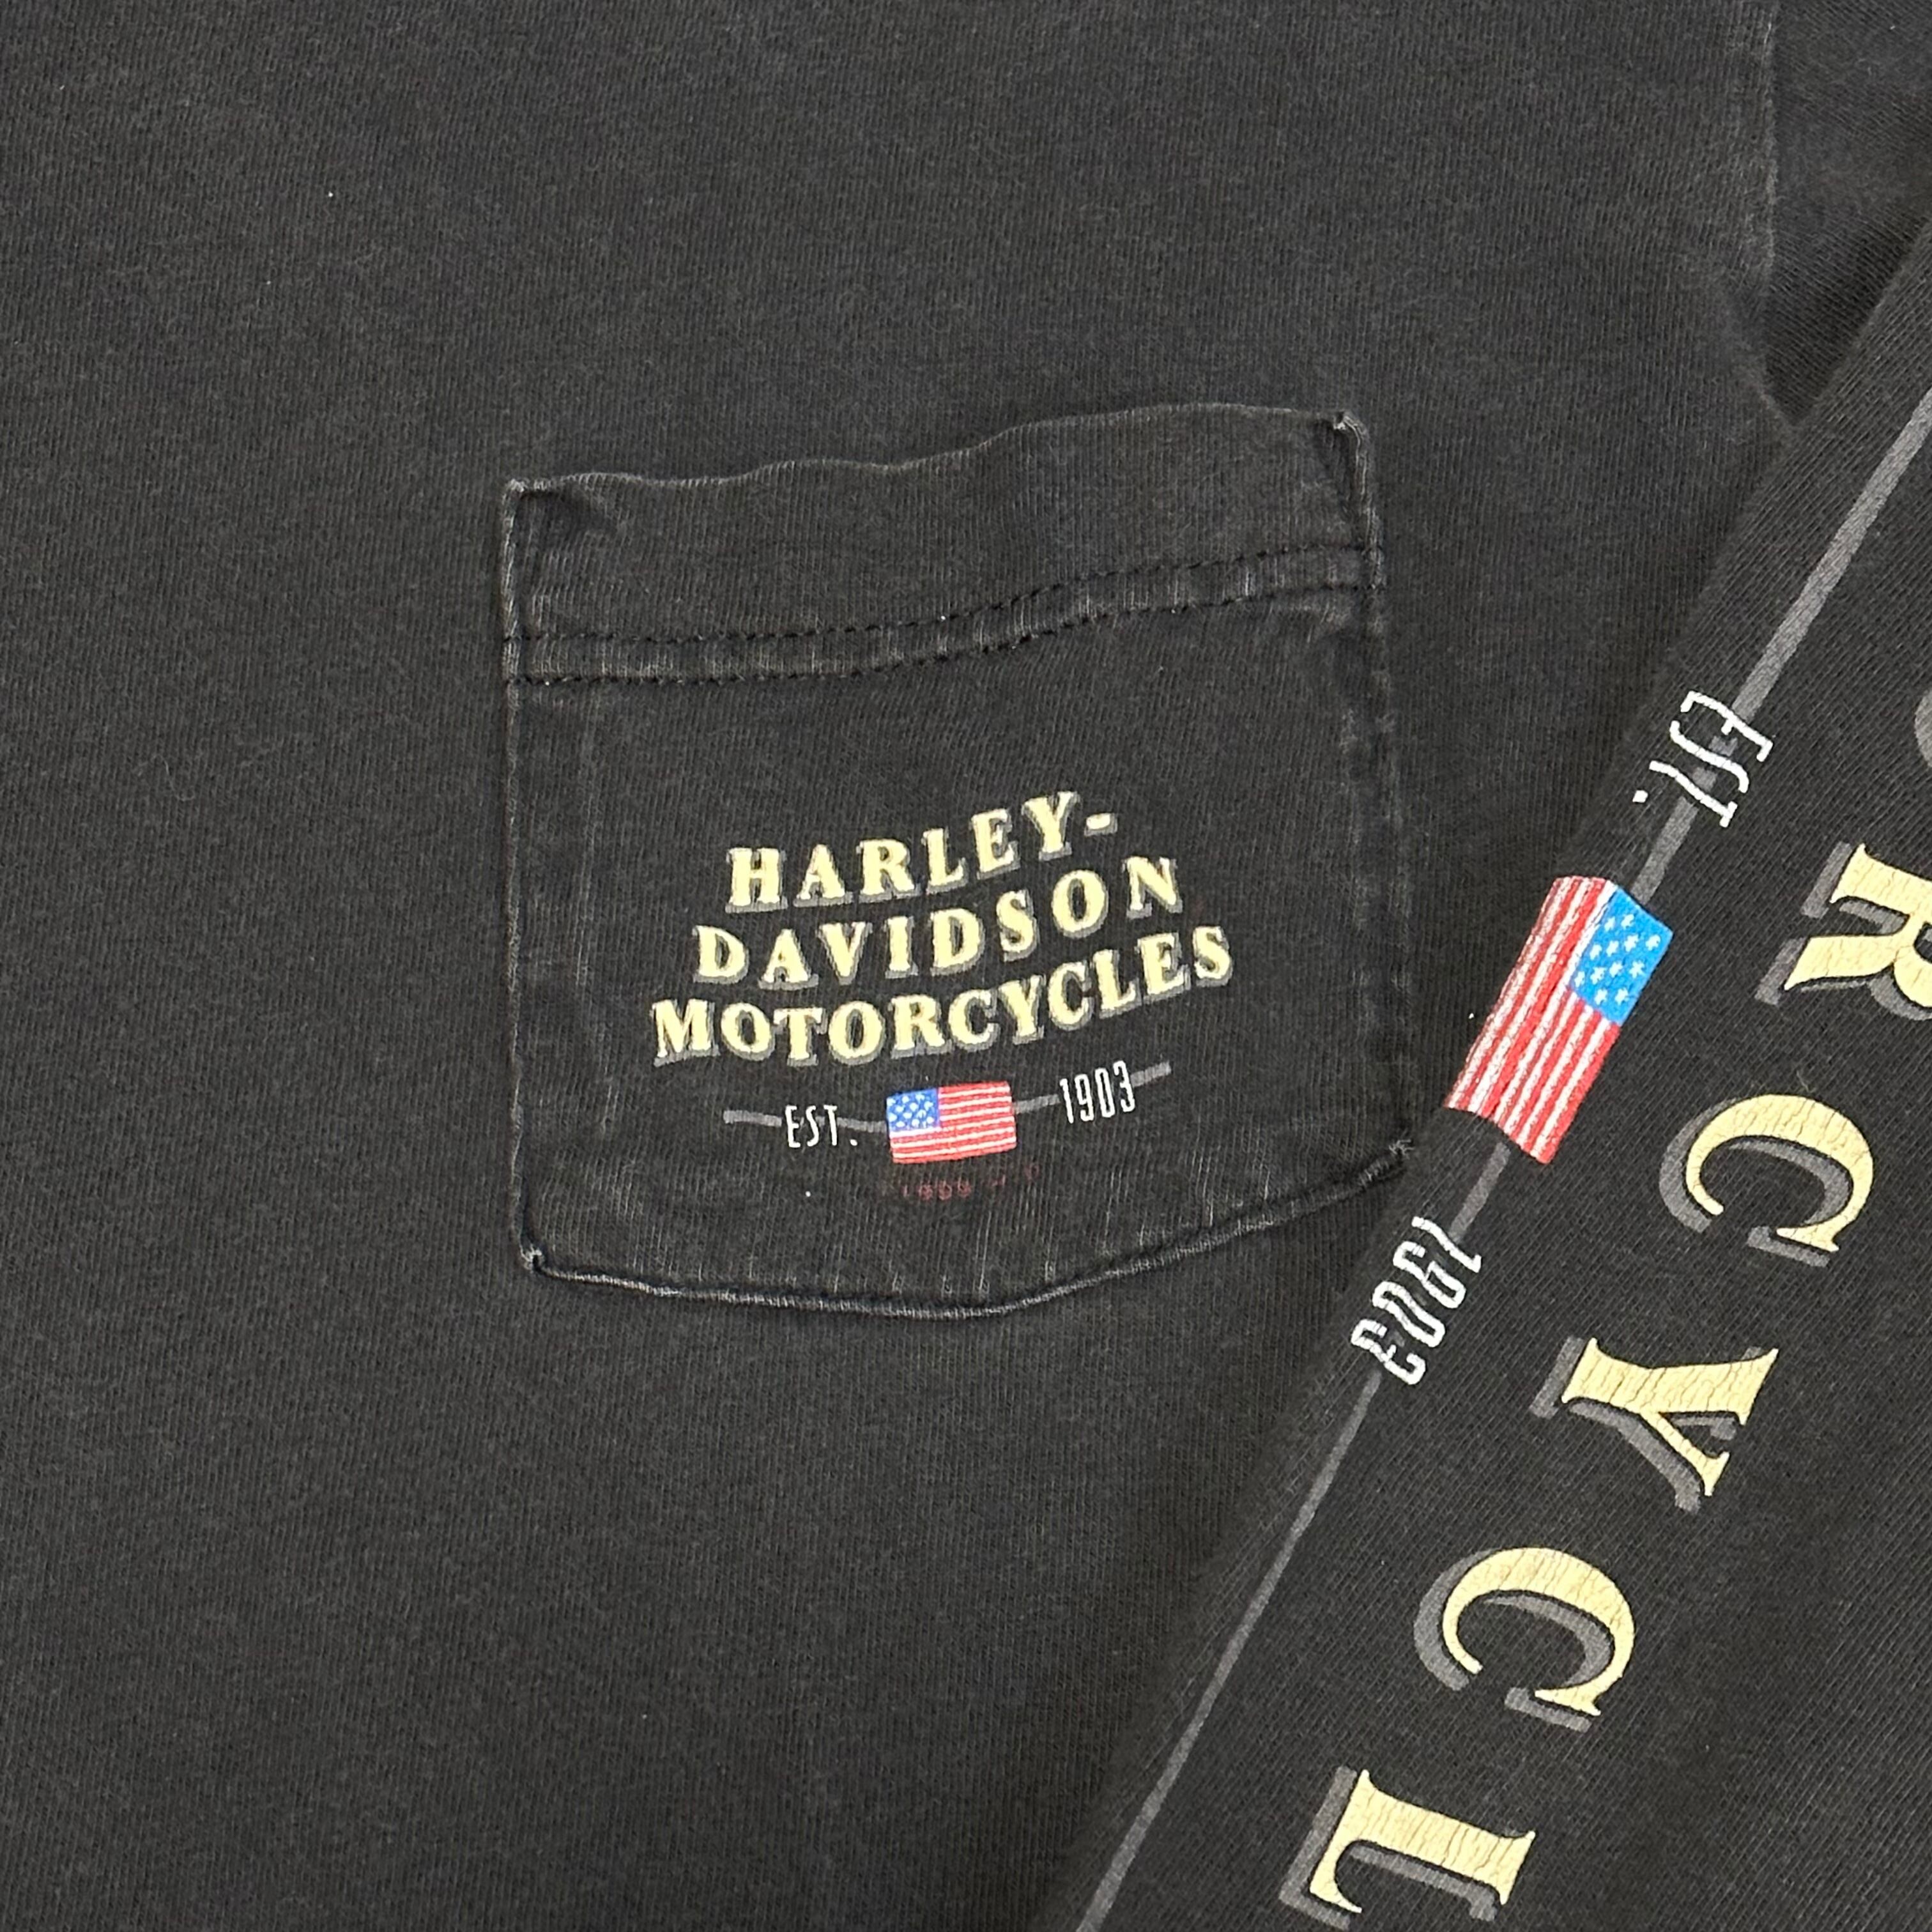 HARLEY-
DAVIDSON
MOTORCYCLES
EST. 1903
EST. 1903
RCYCL